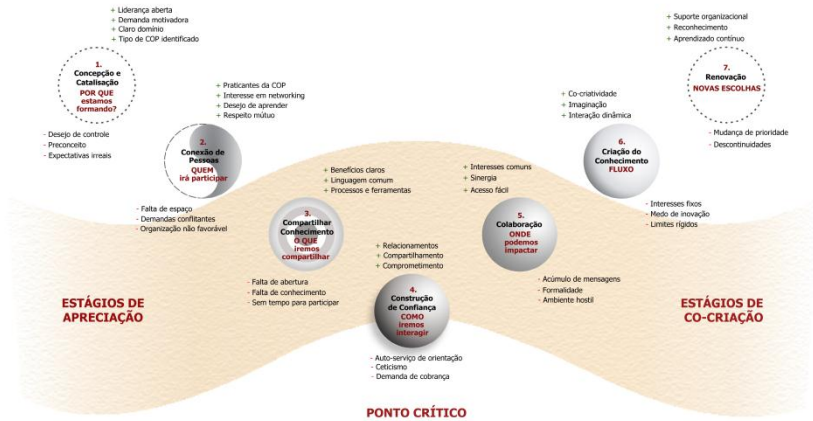 + Liderança aberta
+ Demanda motivadora
+ Claro domínio
+ Tipo de COP identificado
1.
Concepção e
Catalisação
POR QUE
estamos
formando?
- Desejo de controle
- Preconceito
- Expectativas irreais
+ Praticantes da COP
+ Interesse em networking
+ Desejo de aprender
+ Respeito mútuo
2.
Conexão de
Pessoas
QUEM
irá participar
- Falta de espaço
- Demandas conflitantes
- Organização não favorável
+ Benefícios claros
+ Linguagem comum
+ Processos e ferramentas
3.
Compartilhar
Conhecimento
O QUE
iremos
compartilhar
- Falta de abertura
- Falta de conhecimento
- Sem tempo para participar
+ Relacionamentos
+ Compartilhamento
+ Comprometimento
4.
Construção
de Confiança
COMO
iremos
interagir
- Auto-serviço de orientação
- Ceticismo
- Demanda de cobrança
+ Interesses comuns
+ Sinergia
+ Acesso fácil
5.
Colaboração
ONDE
podemos
impactar
- Acúmulo de mensagens
- Formalidade
- Ambiente hostil
+ Co-criatividade
+ Imaginação
+ Interação dinâmica
6.
Criação do
Conhecimento
FLUXO
- Interesses fixos
- Medo de inovação
- Limites rígidos
+ Suporte organizacional
+ Reconhecimento
+ Aprendizado contínuo
7.
Renovação
NOVAS ESCOLHAS
- Mudança de prioridade
- Descontinuidades
ESTÁGIOS DE
APRECIAÇÃO
ESTÁGIOS DE
CO-CRIAÇÃO
PONTO CRÍTICO